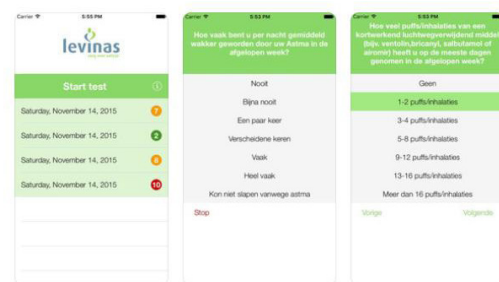 Carrier 5:55 PM
levinas
Start test
Saturday, November 14, 2015 7
Saturday, November 14, 2015 2
Saturday, November 14, 2015 8
Saturday, November 14, 2015 10
Carrier 5:53 PM
Hoe vaak bent u per nacht gemiddeld
wakker geworden door uw Astma in de
afgelopen week?
Nooit
Bijna nooit
Een paar keer
Verscheidene keren
Vaak
Heel vaak
Kon niet slapen vanwege astma
Stop
Carrier 5:53 PM
Hoe veel puffs/inhalaties van een
kortwerkend luchtwegverwijdend middel
(bijv. ventolin,bricanyl, salbutamol of
airomir) heeft u op de meeste dagen
genomen in de afgelopen week?
Geen
1-2 puffs/inhalaties
3-4 puffs/inhalaties
5-8 puffs/inhalaties
9-12 puffs/inhalaties
13-16 puffs/inhalaties
Meer dan 16 puffs/inhalaties
Vorige Volgende